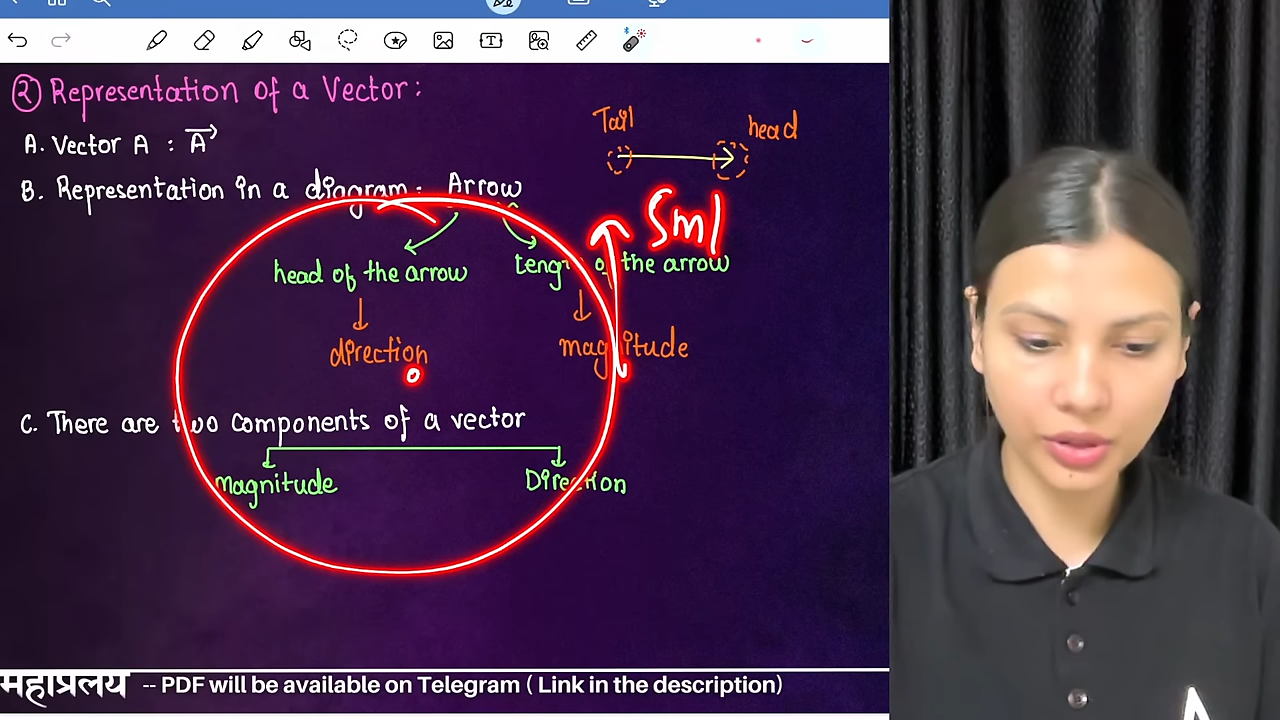 ② Representation of a Vector:
Tail
head
A. Vector A : A→
B. Representation in a diagram: Arrow
5m/
head of the arrow
length of the arrow
direction
magnitude
C. There are two components of a vector
magnitude
Direction
महाप्रलय -- PDF will be available on Telegram ( Link in the description)